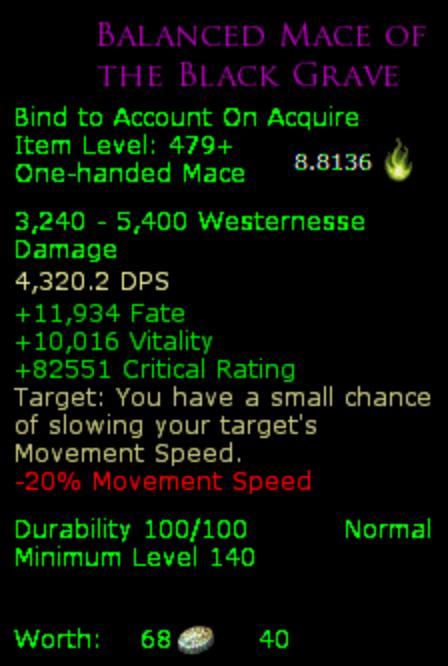 Balanced Mace of
the Black Grave
Bind to Account On Acquire
Item Level: 479+
One-handed Mace
8.8136
3,240 - 5,400 Westernesse
Damage
4,320.2 DPS
+11,934 Fate
+10,016 Vitality
+82551 Critical Rating
Target: You have a small chance
of slowing your target's
Movement Speed.
-20% Movement Speed
Durability 100/100 Normal
Minimum Level 140
Worth: 68 40